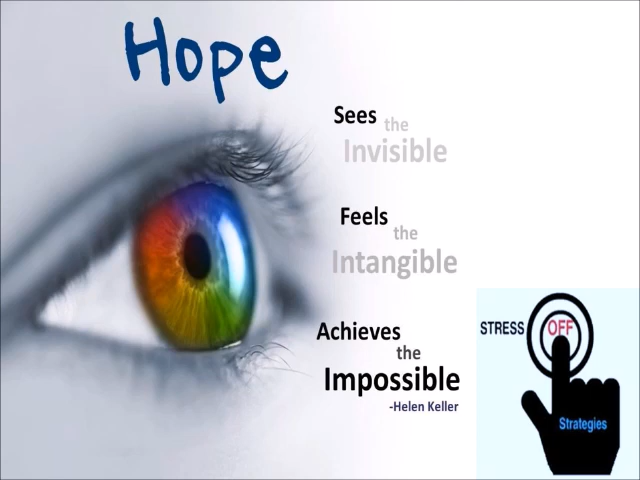 Hope
Sees the
Invisible
Feels the
Intangible
Achieves
the
Impossible
-Helen Keller
STRESS OFF
Strategies